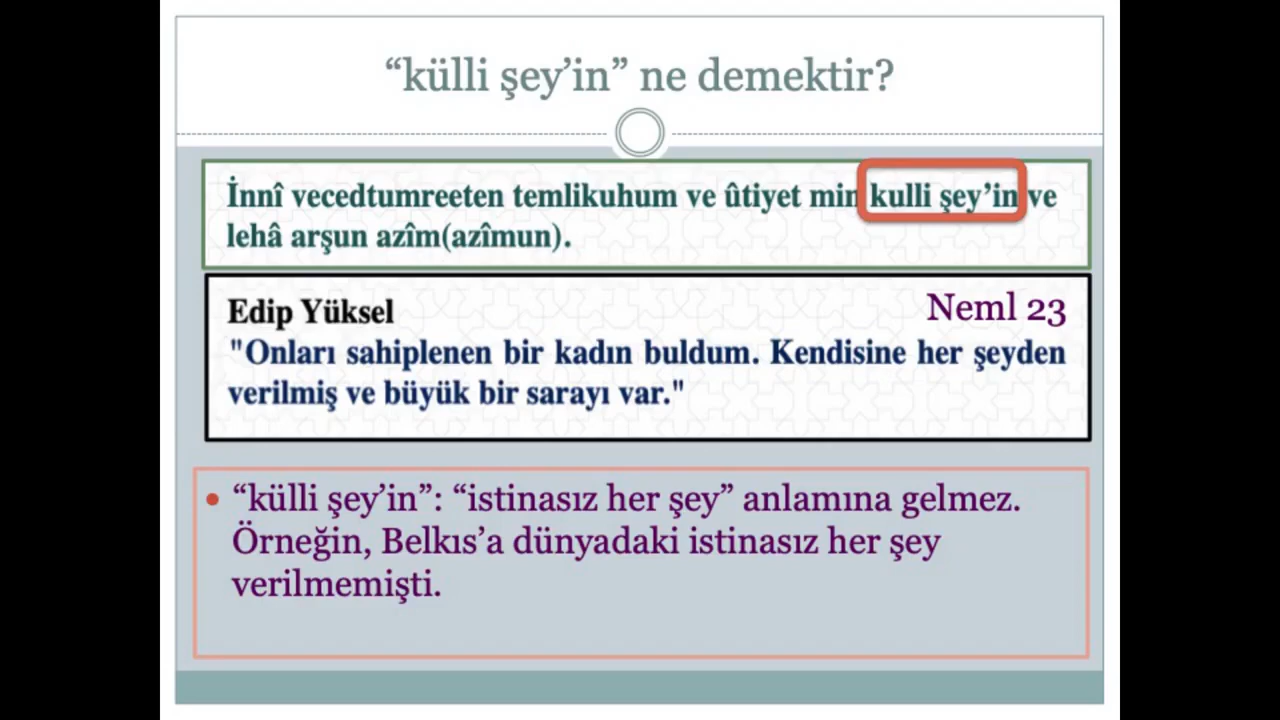 “külli şey’in” ne demektir?
İnnî vecedtumreeten temlikuhum ve ûtiyet min kulli şey’in ve
lehâ arşun azîm(azîmun).
Edip Yüksel Neml 23
"Onları sahiplenen bir kadın buldum. Kendisine her şeyden
verilmiş ve büyük bir sarayı var."
• “külli şey’in”: “istinasız her şey” anlamına gelmez.
Örneğin, Belkıs’a dünyadaki istinasız her şey
verilmemişti.